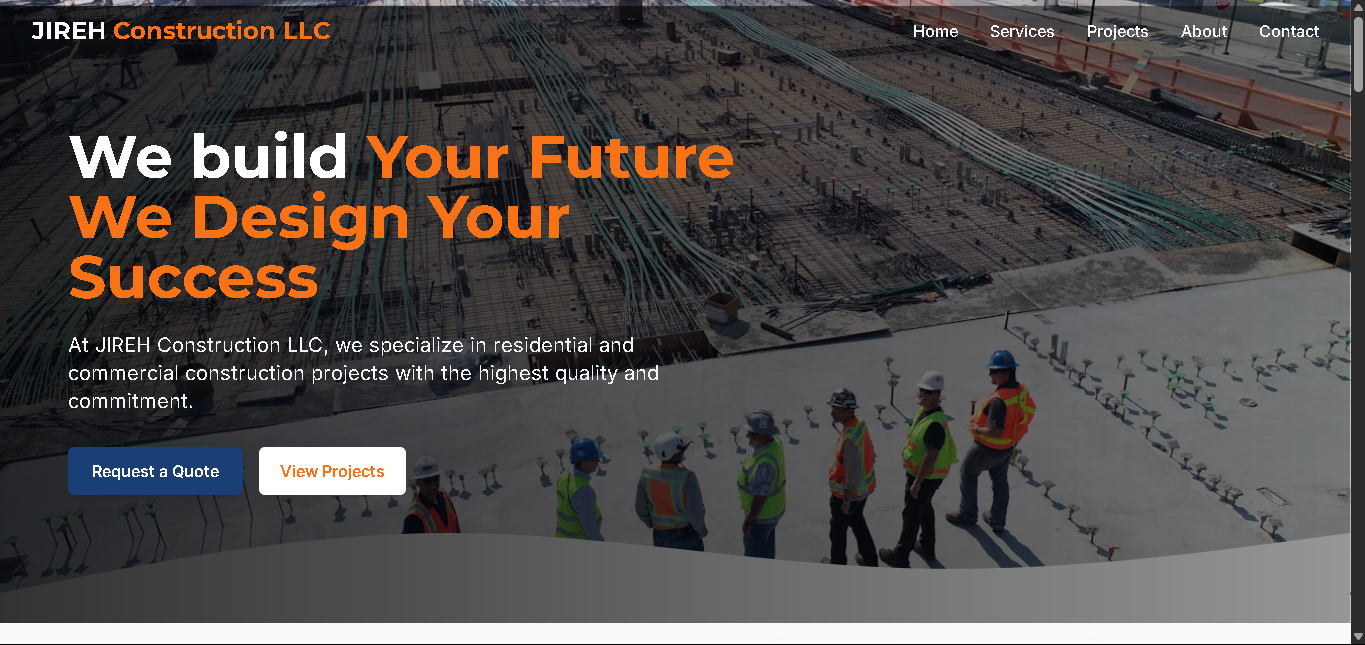 JIREH Construction LLC
Home Services Projects About Contact
We build Your Future
We Design Your
Success
At JIREH Construction LLC, we specialize in residential and
commercial construction projects with the highest quality and
commitment.
Request a Quote View Projects